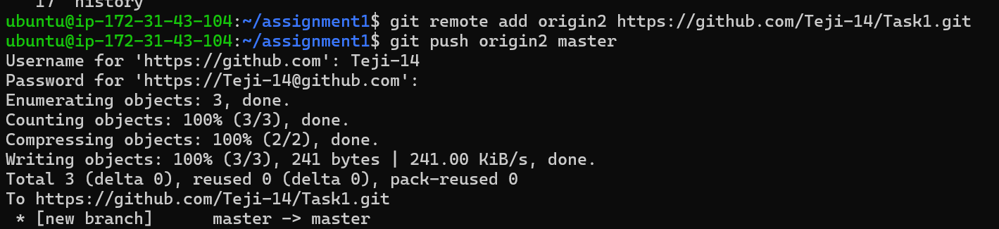 17  history
ubuntu@ip-172-31-43-104:~/assignment1$ git remote add origin2 https://github.com/Teji-14/Task1.git
ubuntu@ip-172-31-43-104:~/assignment1$ git push origin2 master
Username for 'https://github.com': Teji-14
Password for 'https://Teji-14@github.com':
Enumerating objects: 3, done.
Counting objects: 100% (3/3), done.
Compressing objects: 100% (2/2), done.
Writing objects: 100% (3/3), 241 bytes | 241.00 KiB/s, done.
Total 3 (delta 0), reused 0 (delta 0), pack-reused 0
To https://github.com/Teji-14/Task1.git
 * [new branch]      master -> master